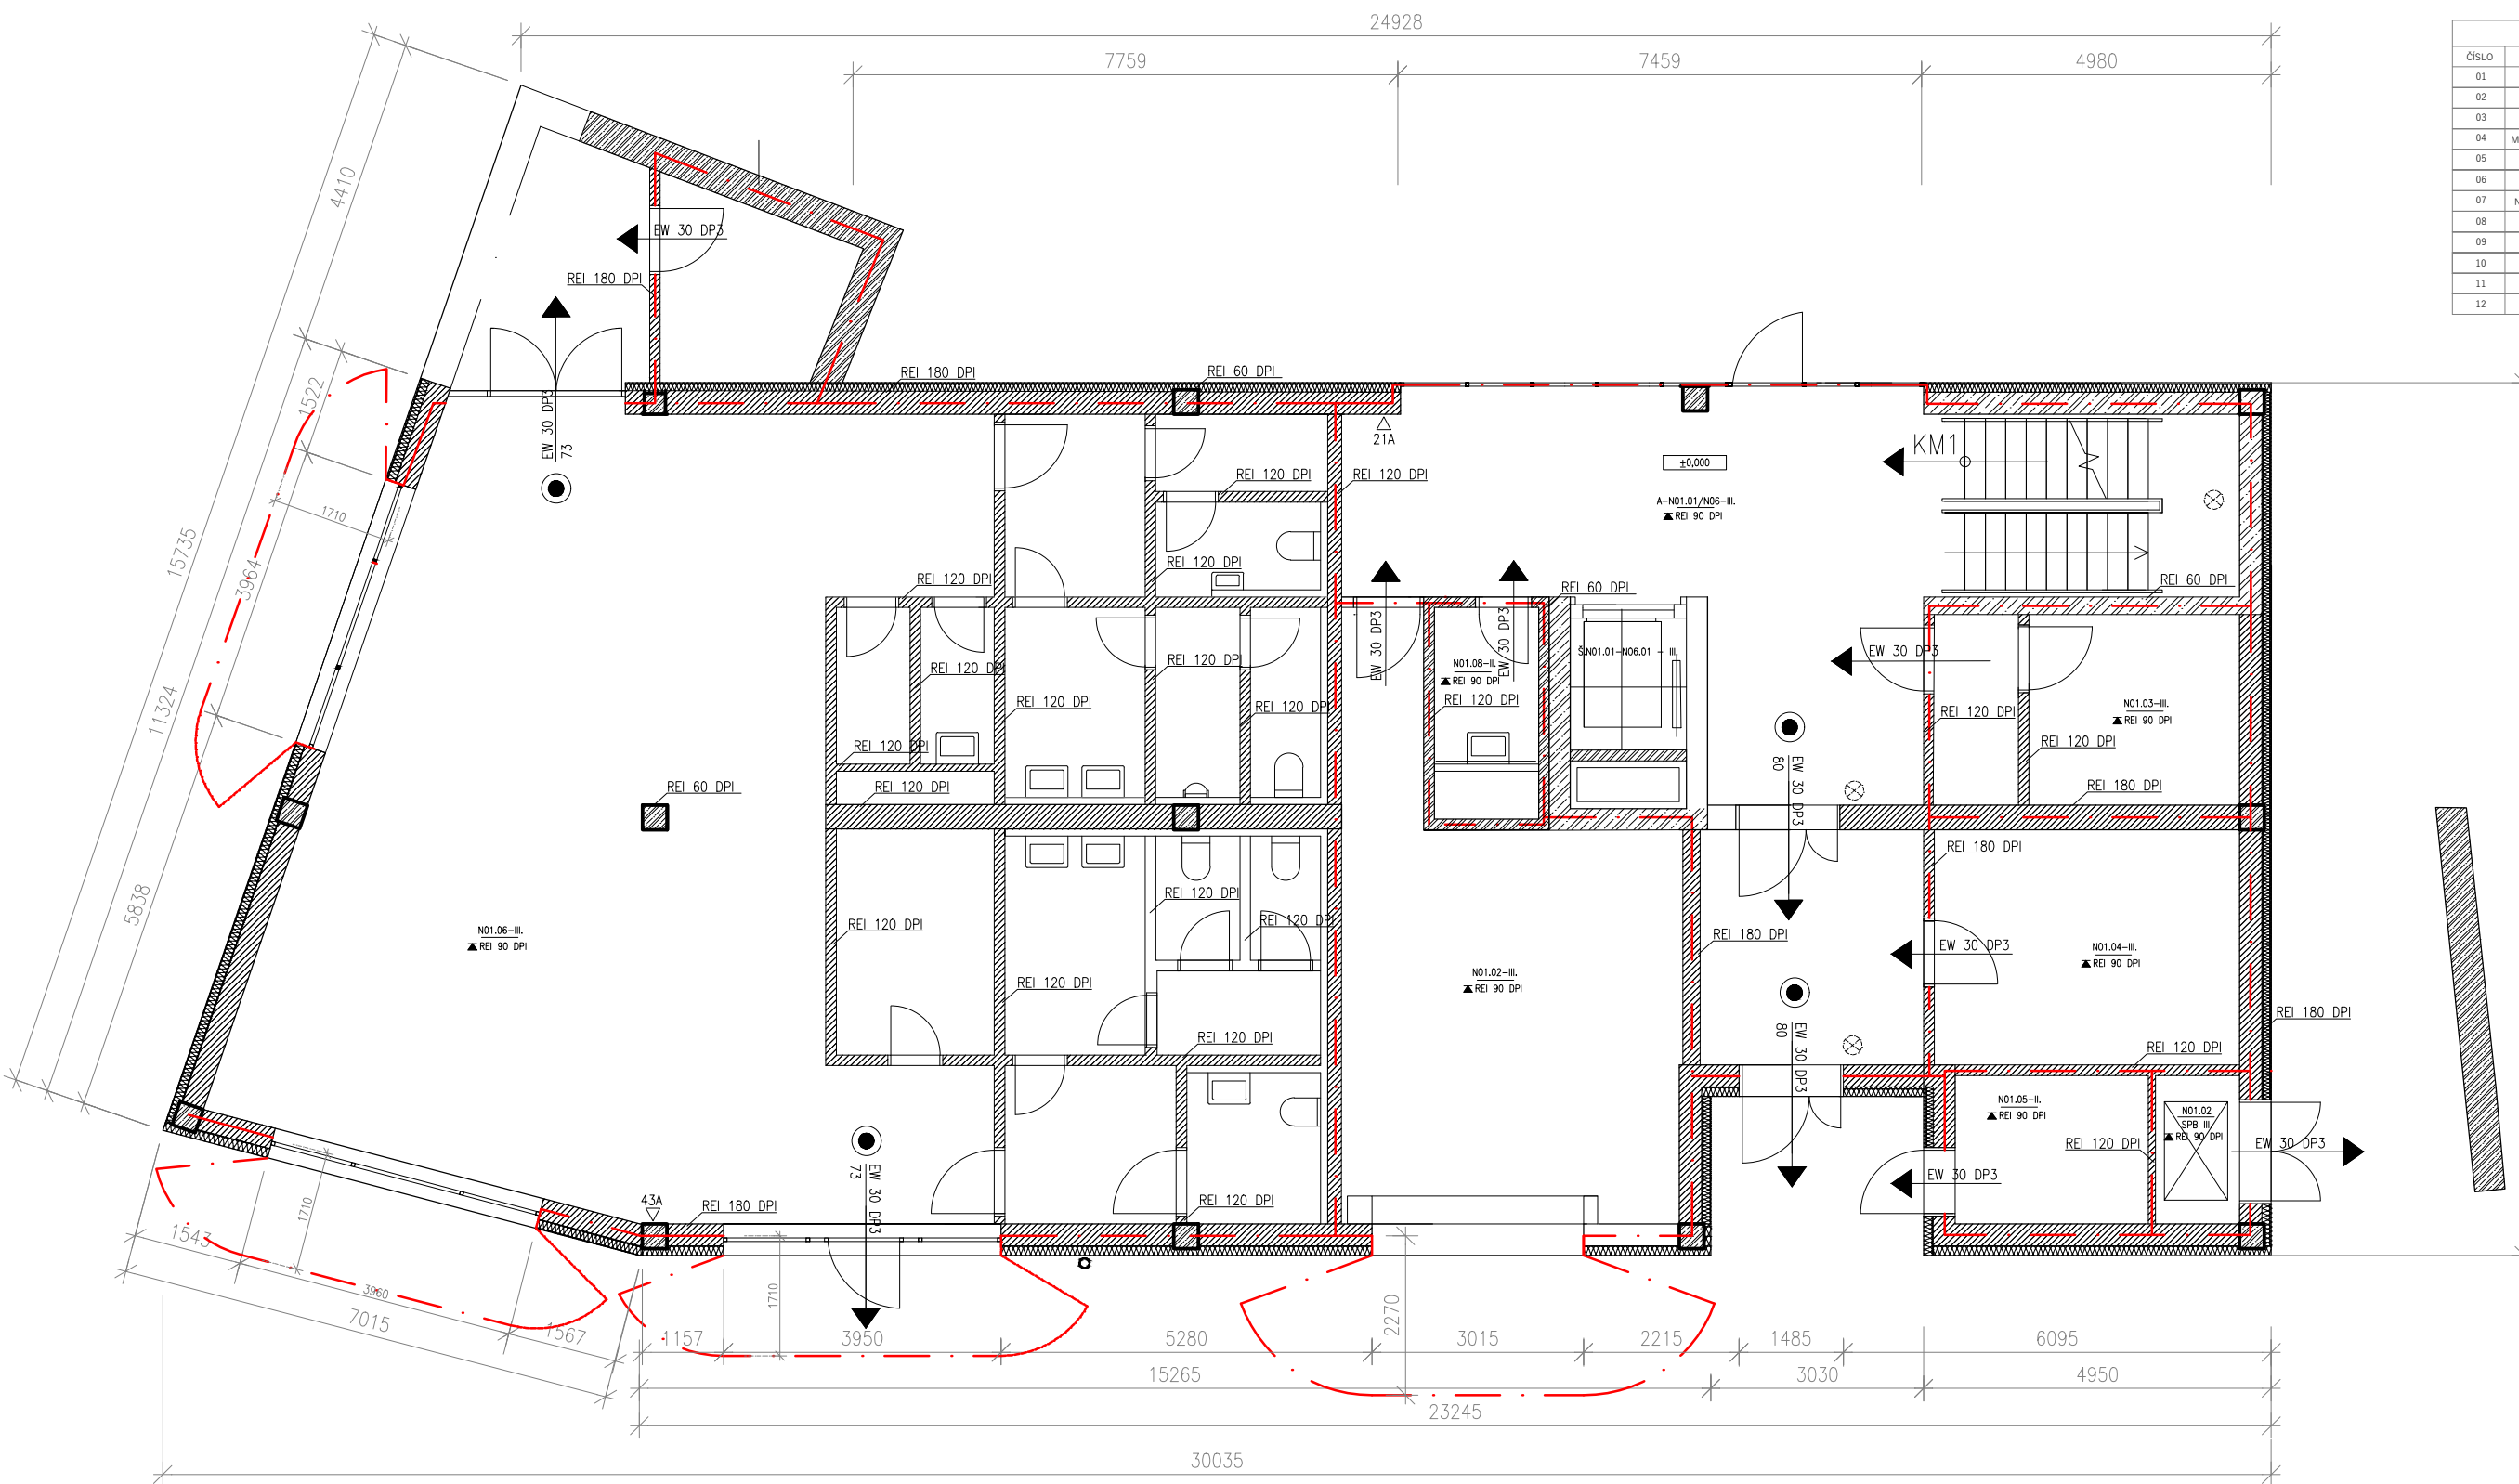 24928
7759
7459
4980
ČÍSLO
01
02
03
04 M
05
06
07 N
08
09
10
11
12
4410
EW 30 DP3
REI 180 DPI
1522
REI 180 DPI
REI 60 DPI
EW 30 DP3
73
21A
KM1
±0,000
REI 120 DPI
REI 120 DPI
A-N01.01/N06-III.
REI 90 DPI
1710
15735
3964
REI 120 DPI
REI 120 DPI
REI 60 DPI
REI 60 DPI
EW 30 DP3
EW 30 DP3
EW 30 DP3
REI 120 DPI
REI 120 DPI
N01.08-II.
REI 90 DPI
Š.N01.01-N06.01 - III.
REI 120 DPI
REI 120 DPI
REI 120 DPI
REI 120 DPI
N01.03-III.
REI 90 DPI
11324
REI 120 DPI
REI 120 DPI
REI 60 DPI
REI 120 DPI
EW 30 DP3
80
REI 180 DPI
REI 180 DPI
5838
REI 120 DPI
REI 120 DPI
REI 120 DPI
N01.06-III.
REI 90 DPI
REI 180 DPI
EW 30 DP3
N01.04-III.
REI 90 DPI
REI 120 DPI
N01.02-III.
REI 90 DPI
REI 180 DPI
REI 120 DPI
EW 30 DP3
80
REI 120 DPI
N01.05-II.
REI 90 DPI
N01.02
SPB III.
REI 90 DPI
REI 120 DPI
EW 30 DP3
EW 30 DP3
EW 30 DP3
73
43A
REI 180 DPI
REI 120 DPI
1710
1543
3960
7015
1567
1710
2270
1157
3950
5280
3015
2215
1485
6095
15265
3030
4950
23245
30035